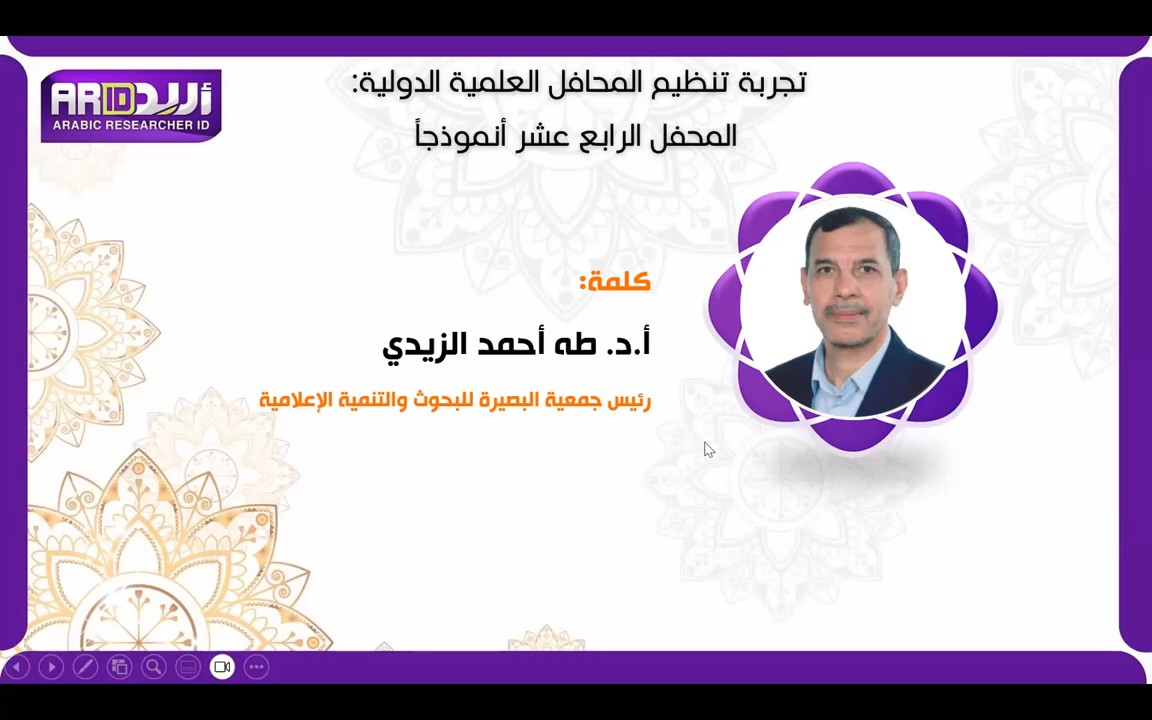 تجربة تنظيم المحافل العلمية الدولية:
المحفل الرابع عشر أنموذجاً
ARID أريد
ARABIC RESEARCHER ID
كلمة:
أ.د. طه أحمد الزيدي
رئيس جمعية البصيرة للبحوث والتنمية الإعلامية